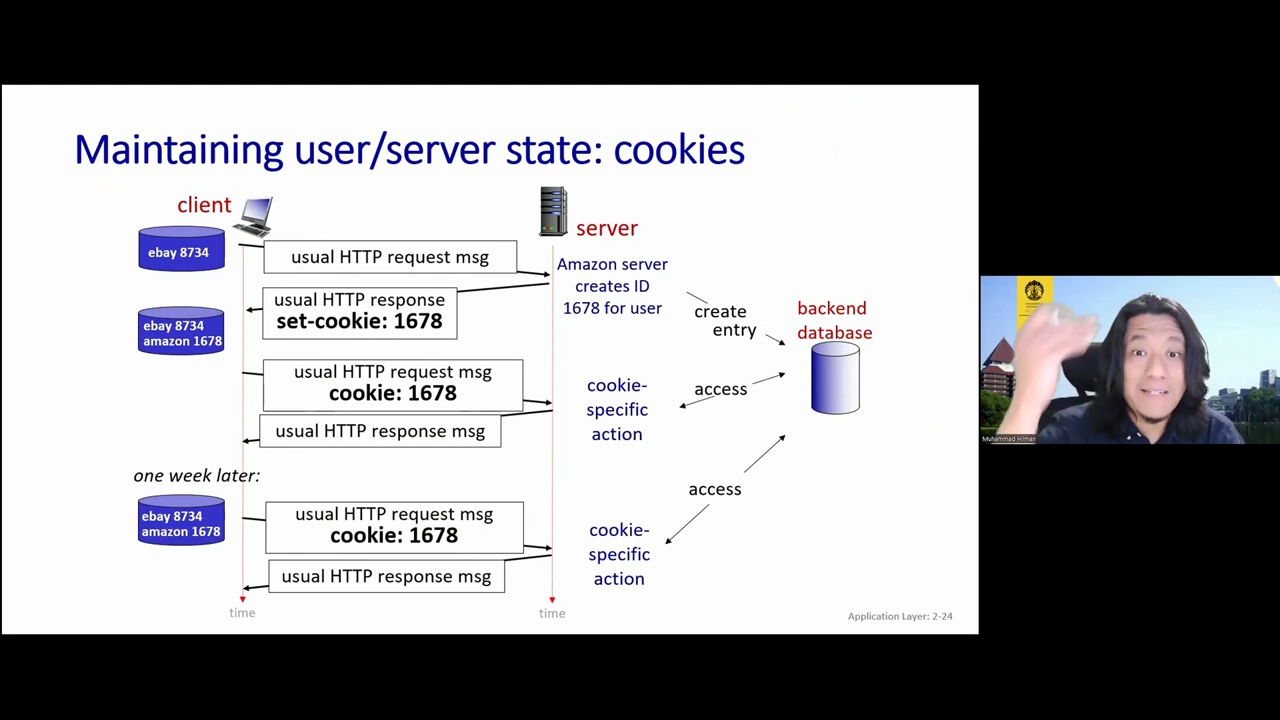 Maintaining user/server state: cookies
client
server
ebay 8734
usual HTTP request msg
Amazon server
creates ID
1678 for user
usual HTTP response
set-cookie: 1678
create
entry
backend
database
ebay 8734
amazon 1678
usual HTTP request msg
cookie: 1678
cookie-
specific
action
access
usual HTTP response msg
one week later:
ebay 8734
amazon 1678
usual HTTP request msg
cookie: 1678
access
cookie-
specific
action
usual HTTP response msg
time
time
Application Layer: 2-24
Muhammad Hilman